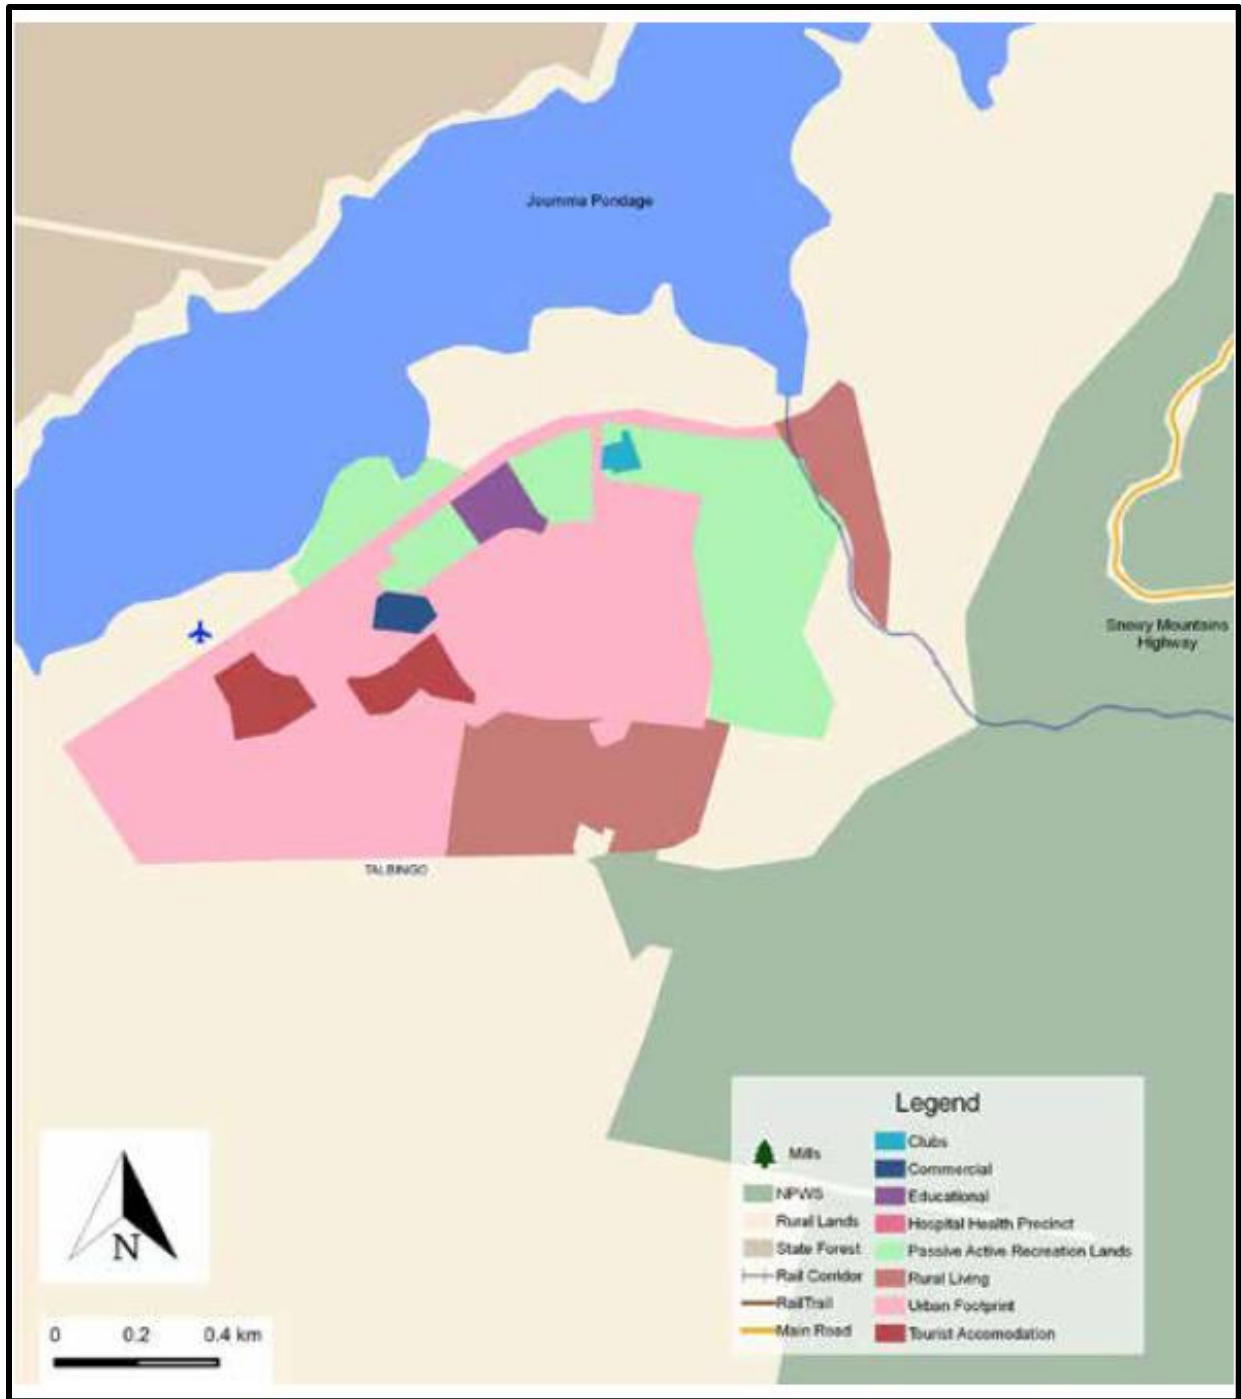 Joumma Pondage
Snowy Mountains
Highway
TALBINGO
N
0 0.2 0.4 km
Legend
Mills
NPWS
Rural Lands
State Forest
Rail Corridor
RailTrail
Main Road
Clubs
Commercial
Educational
Hospital Health Precinct
Passive Active Recreation Lands
Rural Living
Urban Footprint
Tourist Accomodation